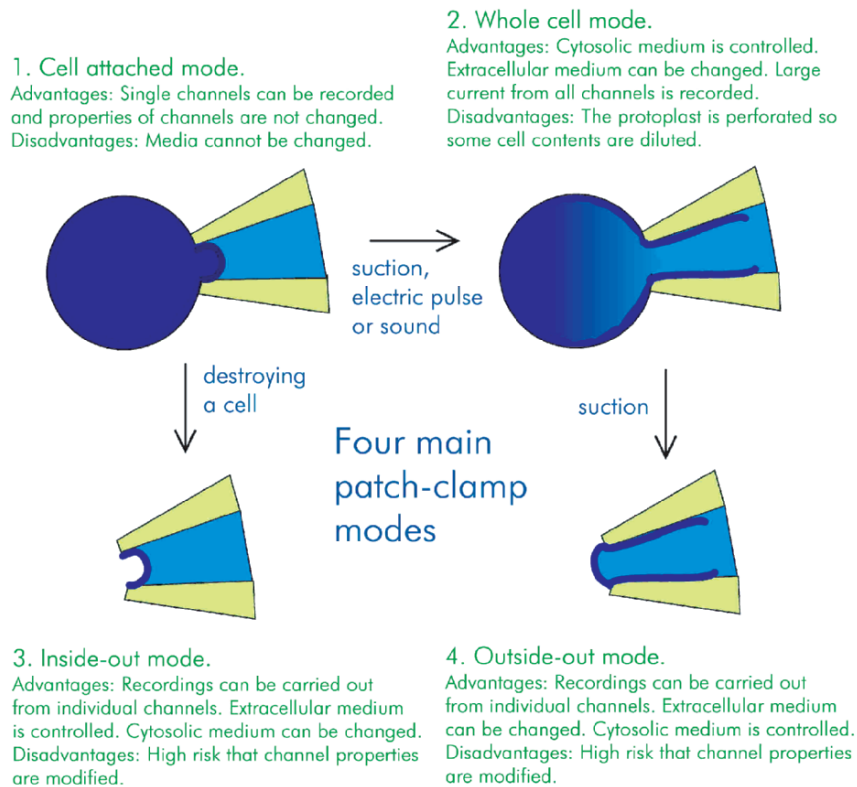 1. Cell attached mode.
Advantages: Single channels can be recorded
and properties of channels are not changed.
Disadvantages: Media cannot be changed.
2. Whole cell mode.
Advantages: Cytosolic medium is controlled.
Extracellular medium can be changed. Large
current from all channels is recorded.
Disadvantages: The protoplast is perforated so
some cell contents are diluted.
suction,
electric pulse
or sound
destroying
a cell
suction
Four main
patch-clamp
modes
3. Inside-out mode.
Advantages: Recordings can be carried out
from individual channels. Extracellular medium
is controlled. Cytosolic medium can be changed.
Disadvantages: High risk that channel properties
are modified.
4. Outside-out mode.
Advantages: Recordings can be carried out
from individual channels. Extracellular medium
can be changed. Cytosolic medium is controlled.
Disadvantages: High risk that channel properties
are modified.